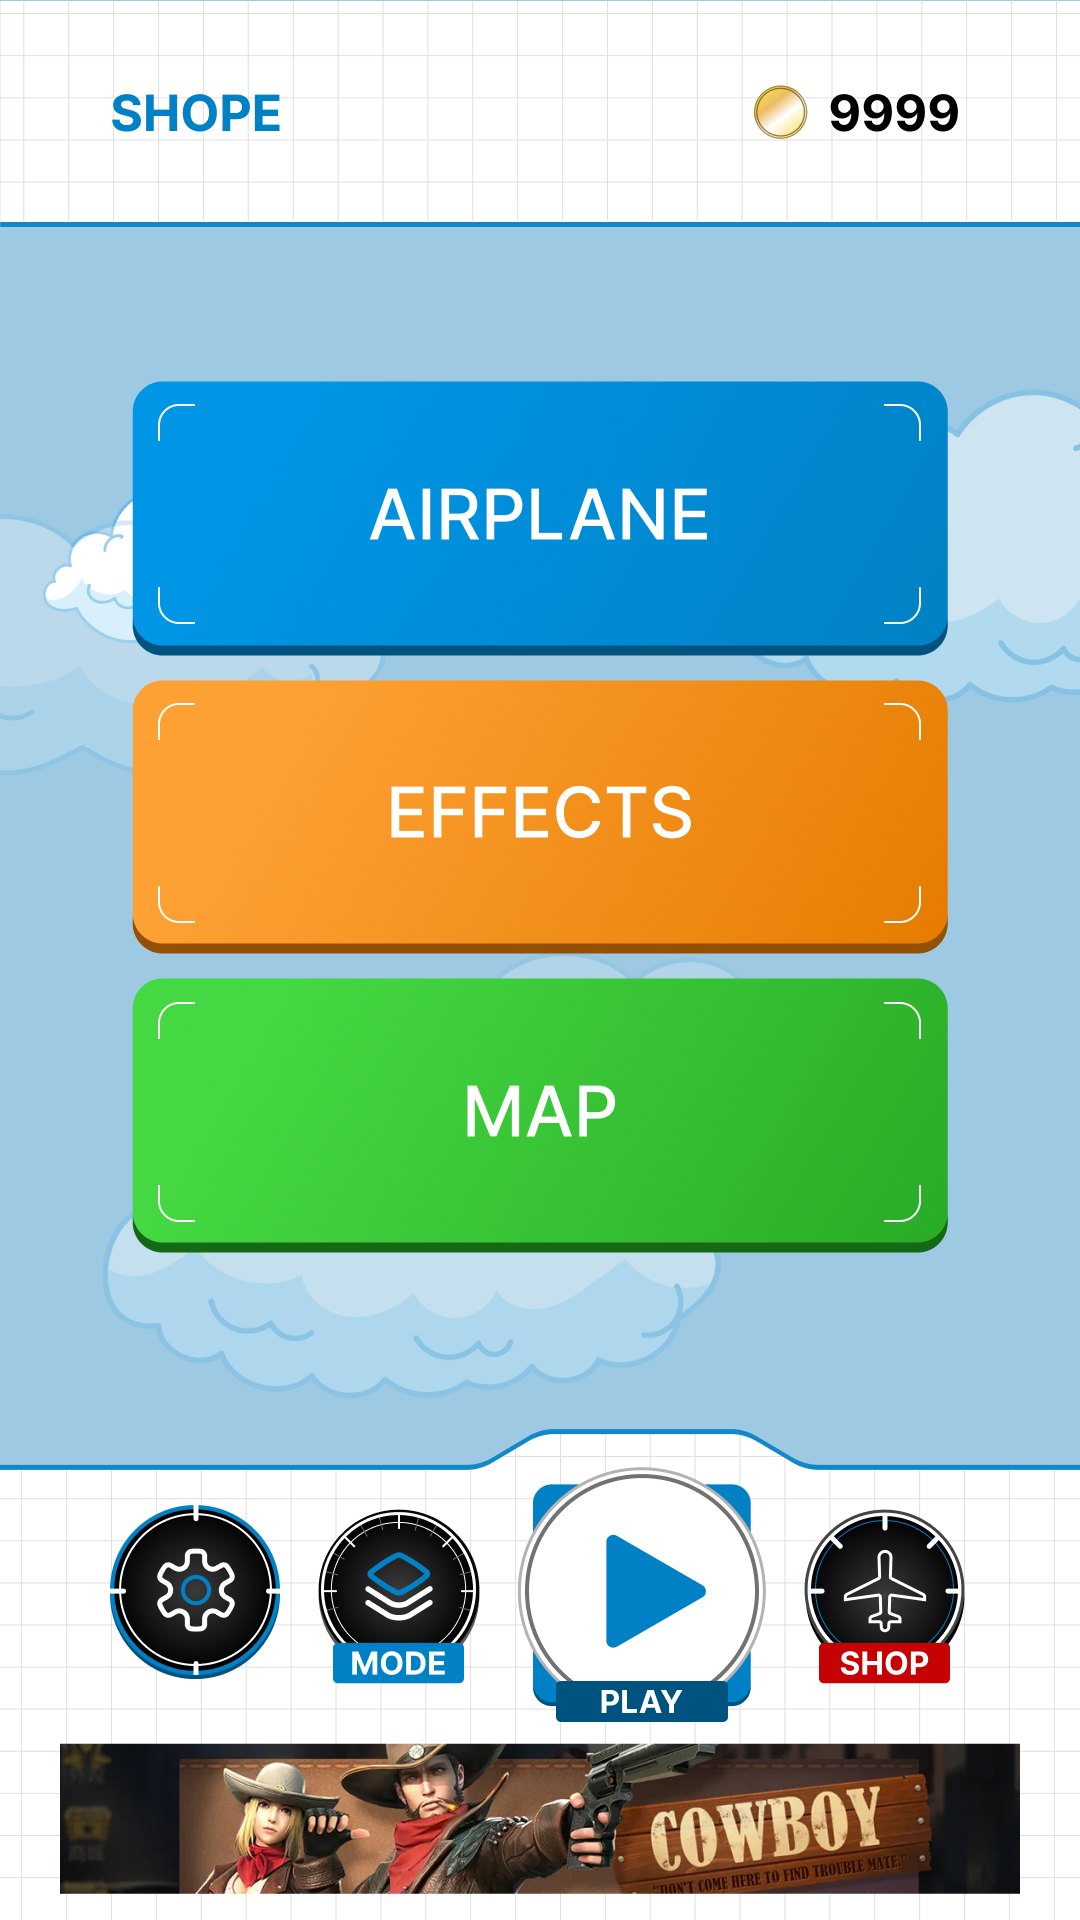 SHOPE
9999
AIRPLANE
EFFECTS
MAP
MODE
PLAY
SHOP
COWBOY
"DON'T COME HERE TO FIND TROUBLE MATE."